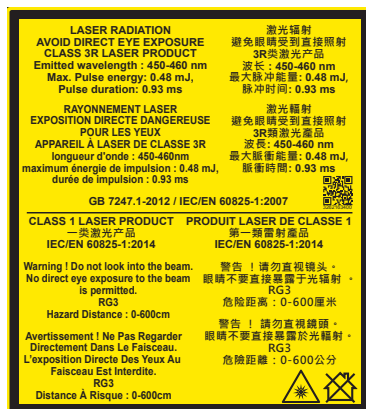 LASER RADIATION
AVOID DIRECT EYE EXPOSURE
CLASS 3R LASER PRODUCT
Emitted wavelength : 450-460 nm
Max. Pulse energy: 0.48 mJ,
Pulse duration: 0.93 ms
激光辐射
避免眼睛受到直接照射
3R类激光产品
波长 : 450-460 nm
最大脉冲能量: 0.48 mJ,
脉冲时间: 0.93 ms
RAYONNEMENT LASER
EXPOSITION DIRECTE DANGEREUSE
POUR LES YEUX
APPAREIL À LASER DE CLASSE 3R
longueur d'onde : 450-460nm
maximum énergie de impulsion : 0.48 mJ,
durée de impulsion : 0.93 ms
激光輻射
避免眼睛受到直接照射
3R類激光產品
波長: 450-460 nm
最大脈衝能量: 0.48 mJ,
脈衝時間: 0.93 ms
GB 7247.1-2012 / IEC/EN 60825-1:2007
CLASS 1 LASER PRODUCT
一类激光产品
IEC/EN 60825-1:2014
PRODUIT LASER DE CLASSE 1
第一類雷射產品
IEC/EN 60825-1:2014
Warning ! Do not look into the beam.
No direct eye exposure to the beam
is permitted.
RG3
Hazard Distance : 0-600cm
警告 ！请勿直视镜头。
眼睛不要直接暴露于光辐射 。
RG3
危险距离 : 0-600厘米
Avertissement ! Ne Pas Regarder
Directement Dans Le Faisceau.
L'exposition Directe Des Yeux Au
Faisceau Est Interdite.
RG3
Distance À Risque : 0-600cm
警告 ！ 請勿直視鏡頭。
眼睛不要直接暴露於光輻射。
RG3
危險距離 : 0-600公分